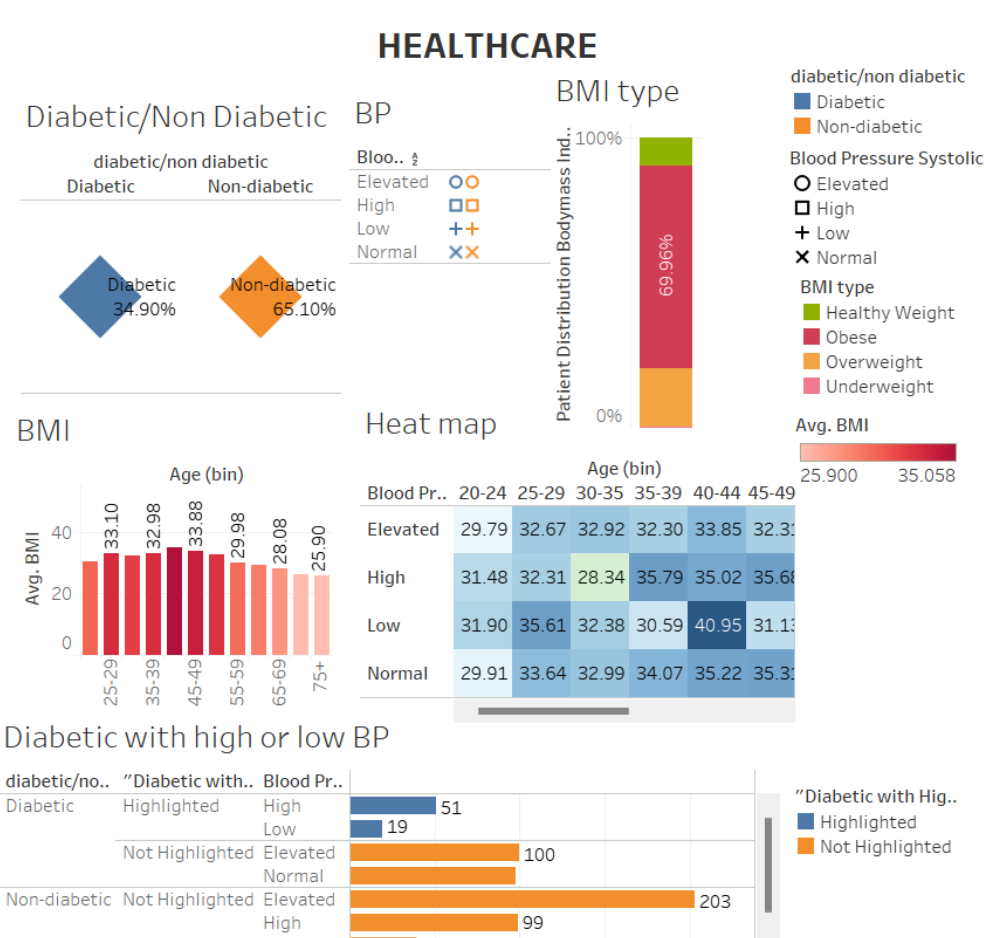 HEALTHCARE
Diabetic/Non Diabetic
diabetic/non diabetic
Diabetic Non-diabetic
Diabetic
34.90%
Non-diabetic
65.10%
BP
Bloo..
Elevated
High
Low
Normal
BMI type
Patient Distribution Bodymass Ind..
100%
69.96%
0%
diabetic/non diabetic
Diabetic
Non-diabetic
Blood Pressure Systolic
Elevated
High
Low
Normal
BMI type
Healthy Weight
Obese
Overweight
Underweight
Avg. BMI
25.900 35.058
BMI
Age (bin)
Avg. BMI
40
20
0
33.10 32.98 33.88 29.98 28.08 25.90
25-29 35-39 45-49 55-59 65-69 75+
Heat map
Age (bin)
Blood Pr.. 20-24 25-29 30-35 35-39 40-44 45-49
Elevated 29.79 32.67 32.92 32.30 33.85 32.31
High 31.48 32.31 28.34 35.79 35.02 35.68
Low 31.90 35.61 32.38 30.59 40.95 31.13
Normal 29.91 33.64 32.99 34.07 35.22 35.31
Diabetic with high or low BP
diabetic/no.. "Diabetic with.. Blood Pr..
Diabetic Highlighted High 51
Low 19
Not Highlighted Elevated 100
Normal
Non-diabetic Not Highlighted Elevated 203
High 99
"Diabetic with Hig..
Highlighted
Not Highlighted